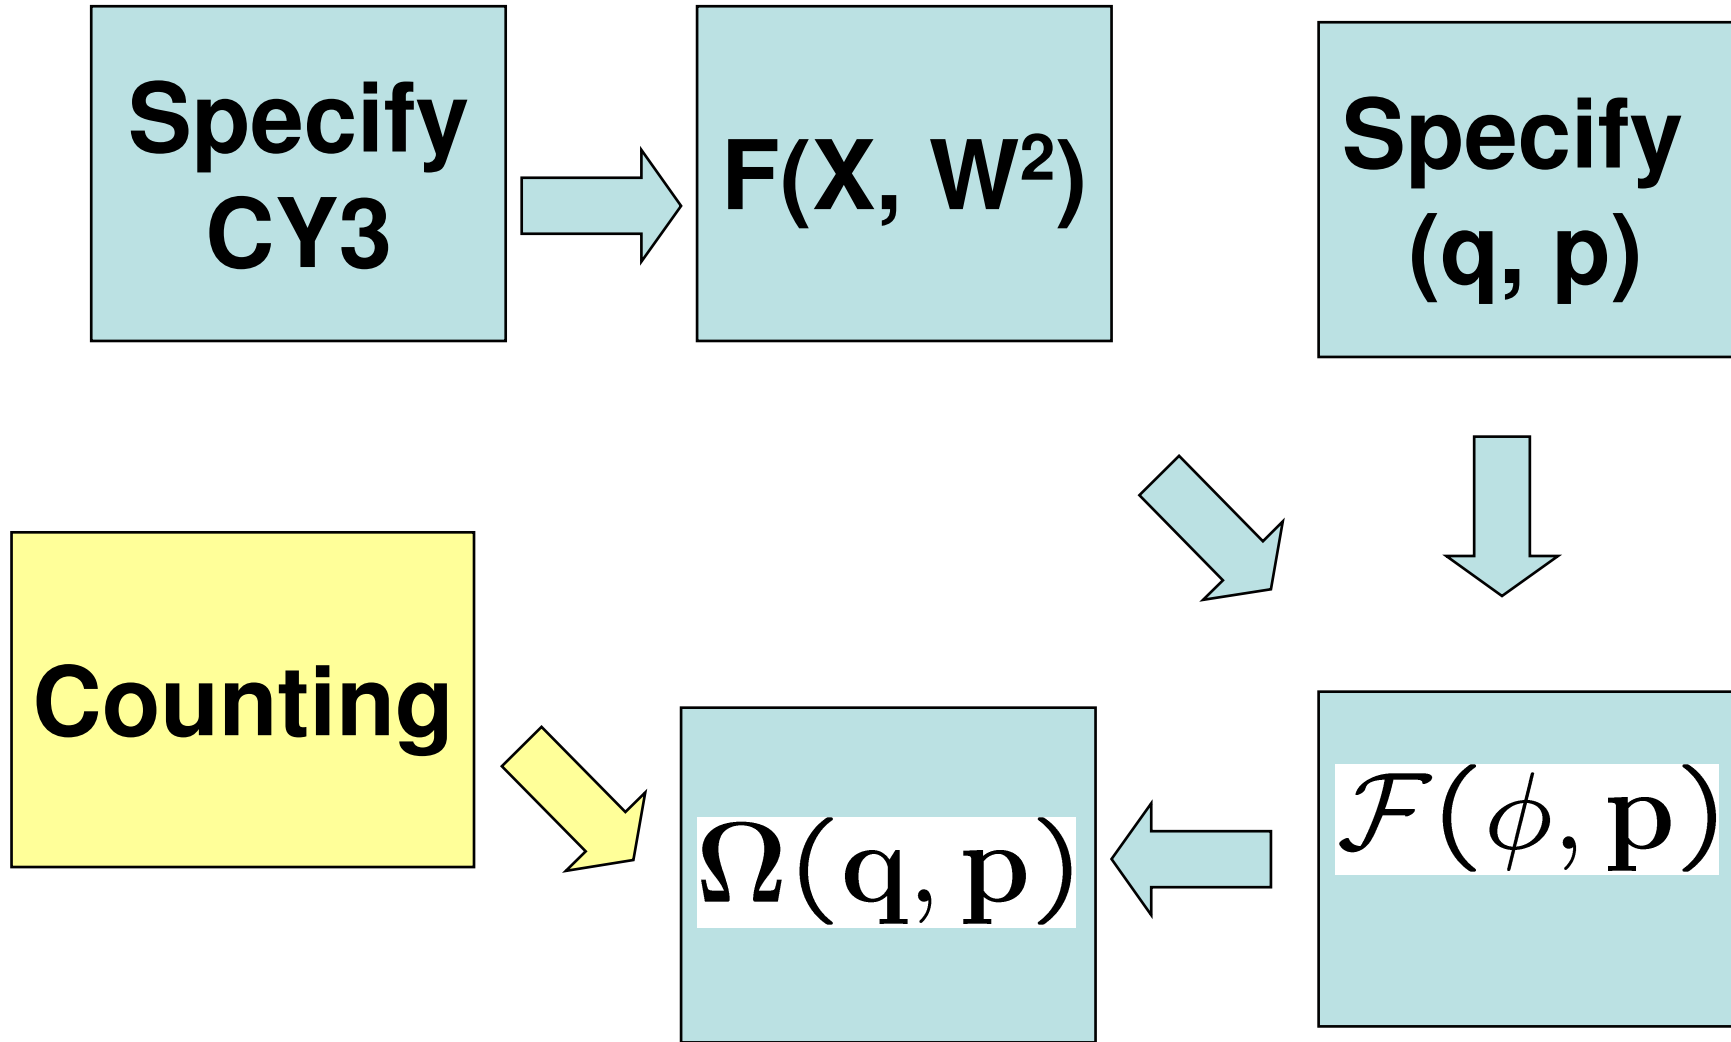 Specify
CY3
F(X, W²)
Specify
(q, p)
Counting
Ω(q, p)
ℱ(ϕ, p)